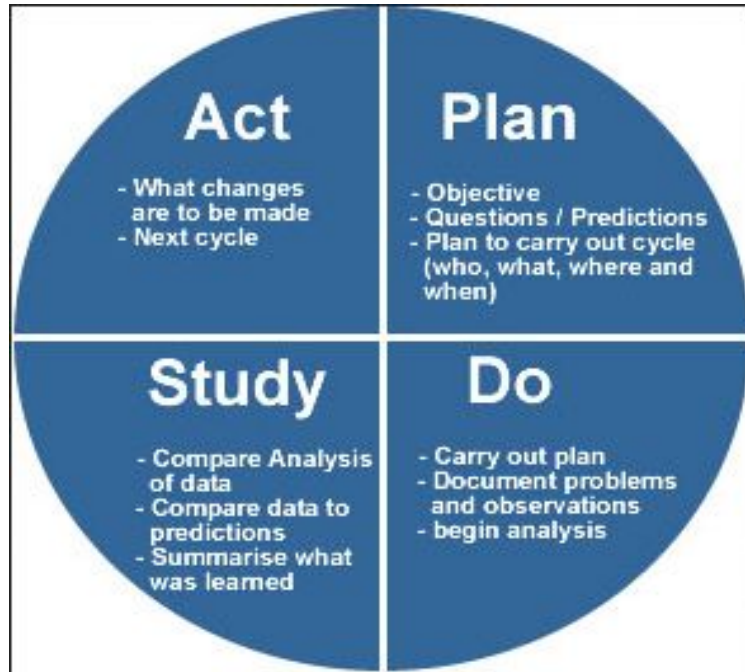 Act
- What changes
are to be made
- Next cycle
Plan
- Objective
- Questions / Predictions
- Plan to carry out cycle
(who, what, where and
when)
Study
- Compare Analysis
of data
- Compare data to
predictions
- Summarise what
was learned
Do
- Carry out plan
- Document problems
and observations
- begin analysis